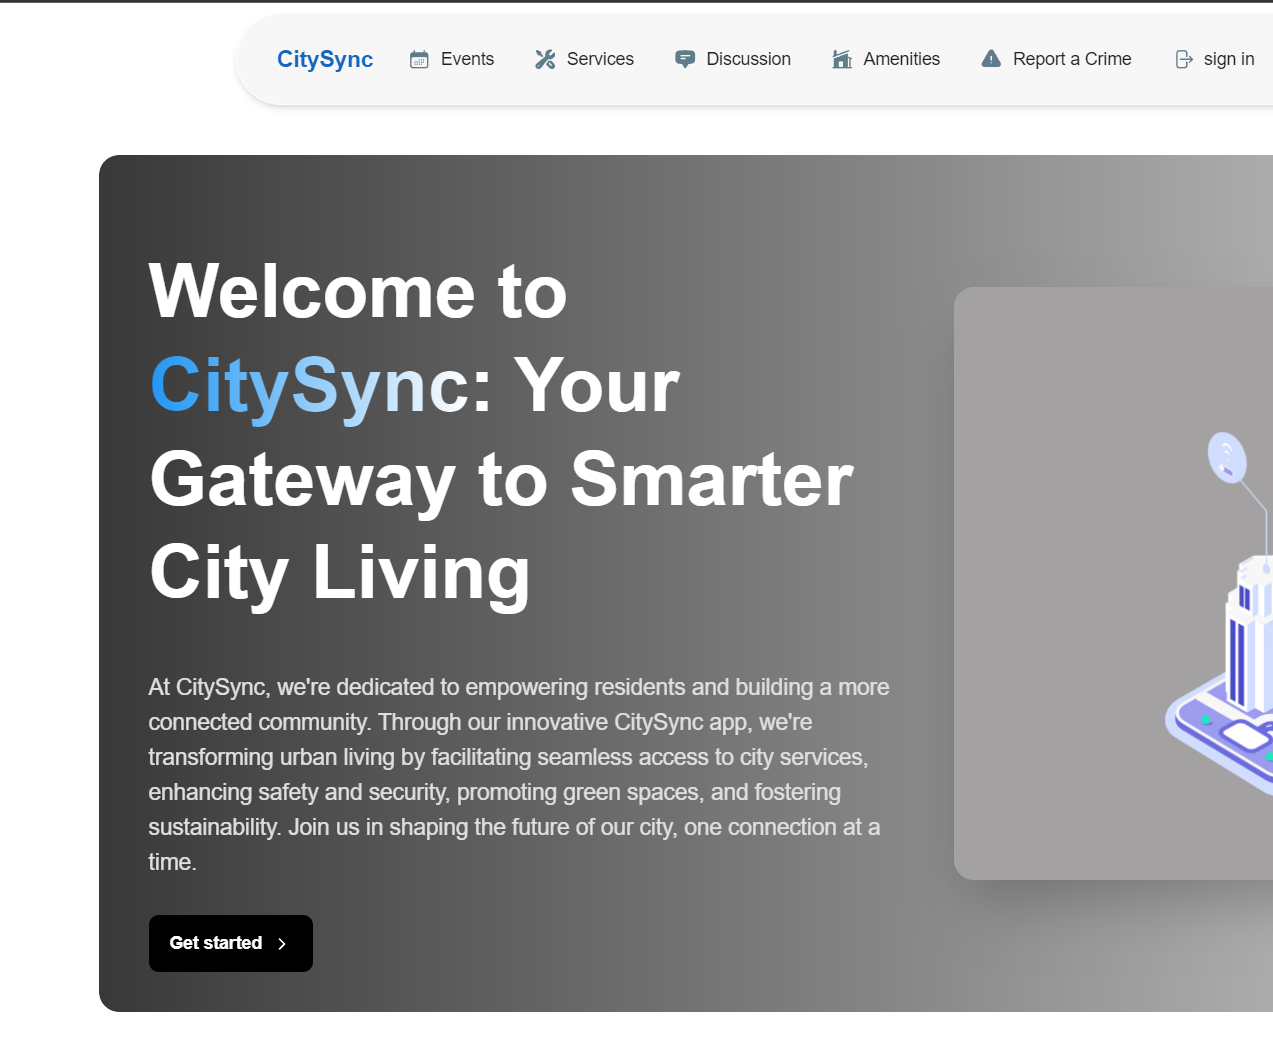 CitySync Events Services Discussion Amenities Report a Crime sign in
Welcome to
CitySync: Your
Gateway to Smarter
City Living
At CitySync, we're dedicated to empowering residents and building a more
connected community. Through our innovative CitySync app, we're
transforming urban living by facilitating seamless access to city services,
enhancing safety and security, promoting green spaces, and fostering
sustainability. Join us in shaping the future of our city, one connection at a
time.
Get started